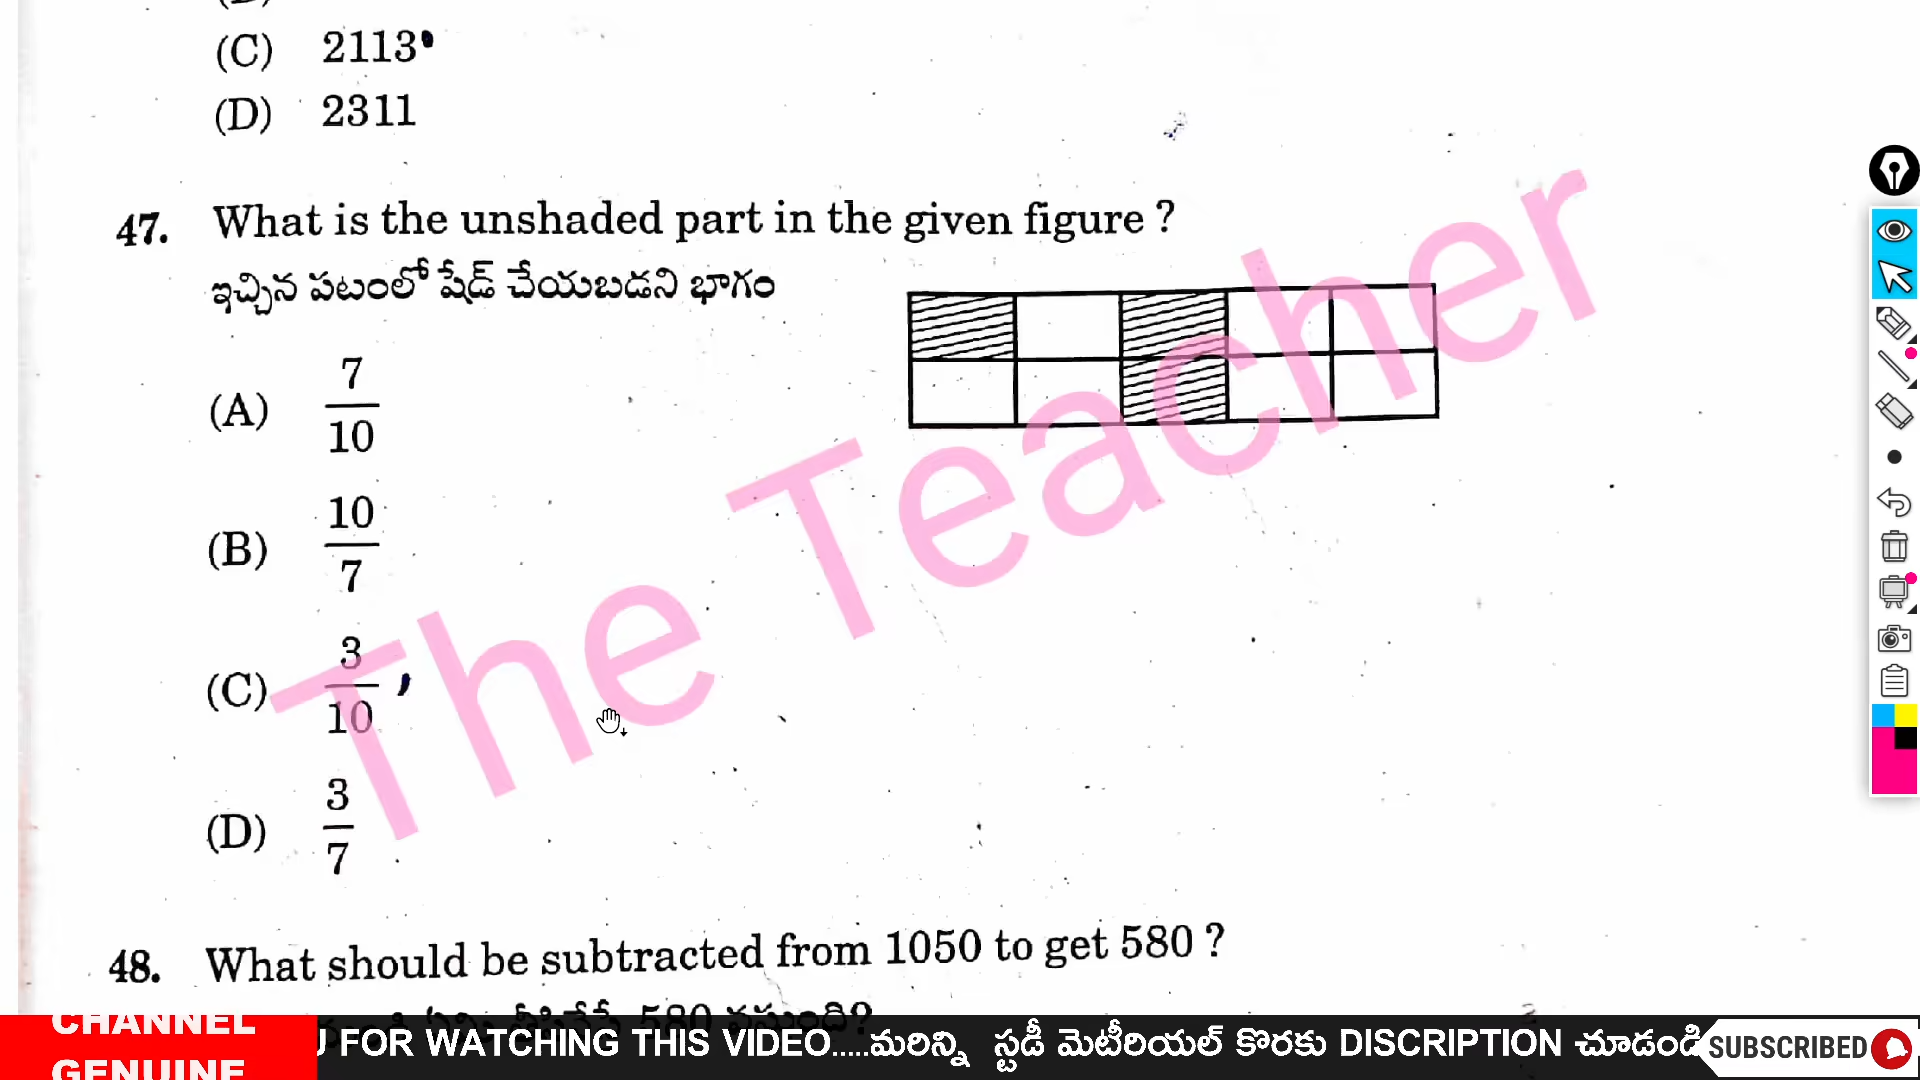 (C) 2113
(D) 2311
47. What is the unshaded part in the given figure ?
ఇచ్చిన పటంలో షేడ్ చేయబడని భాగం
(A) 7/10
(B) 10/7
(C) 3/10
(D) 3/7
The Teacher
48. What should be subtracted from 1050 to get 580 ?
580 వస్తుంది?
CHANNEL
GENUINE
FOR WATCHING THIS VIDEO.....మరిన్ని స్టడీ మెటీరియల్ కొరకు DISCRIPTION చూడండి
SUBSCRIBED